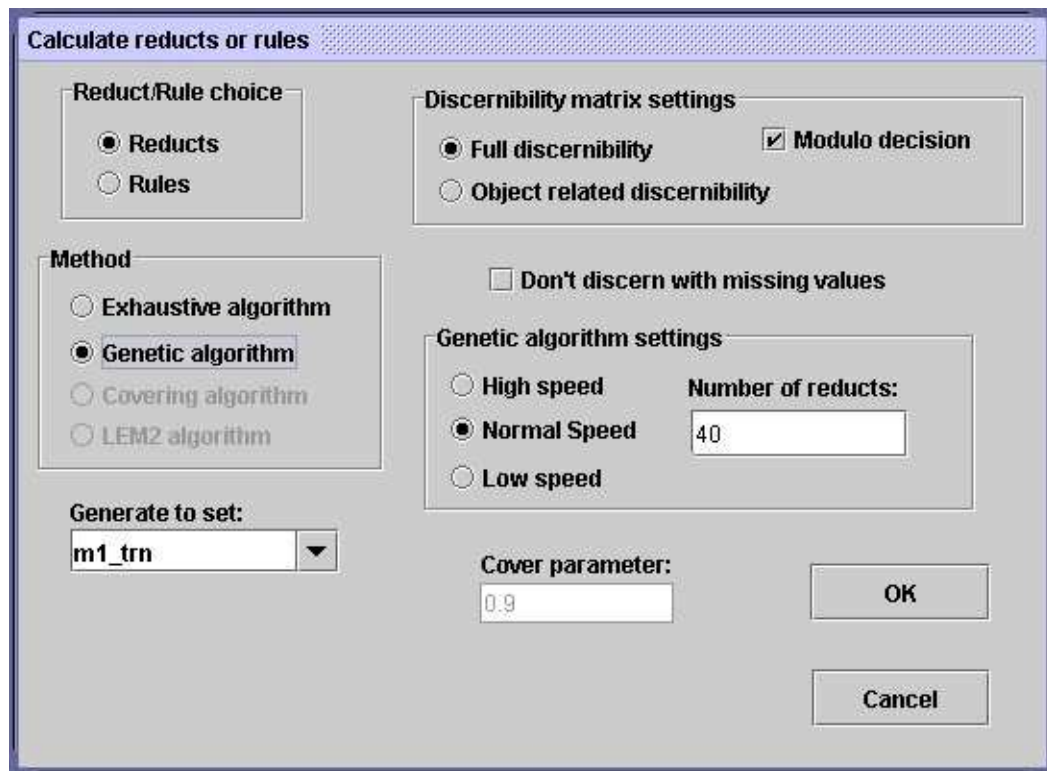 Calculate reducts or rules
Reduct/Rule choice
Reducts
Rules
Discernibility matrix settings
Full discernibility
Modulo decision
Object related discernibility
Method
Exhaustive algorithm
Genetic algorithm
Covering algorithm
LEM2 algorithm
Don't discern with missing values
Genetic algorithm settings
High speed
Number of reducts:
Normal Speed
40
Low speed
Generate to set:
m1_trn
Cover parameter:
0.9
OK
Cancel